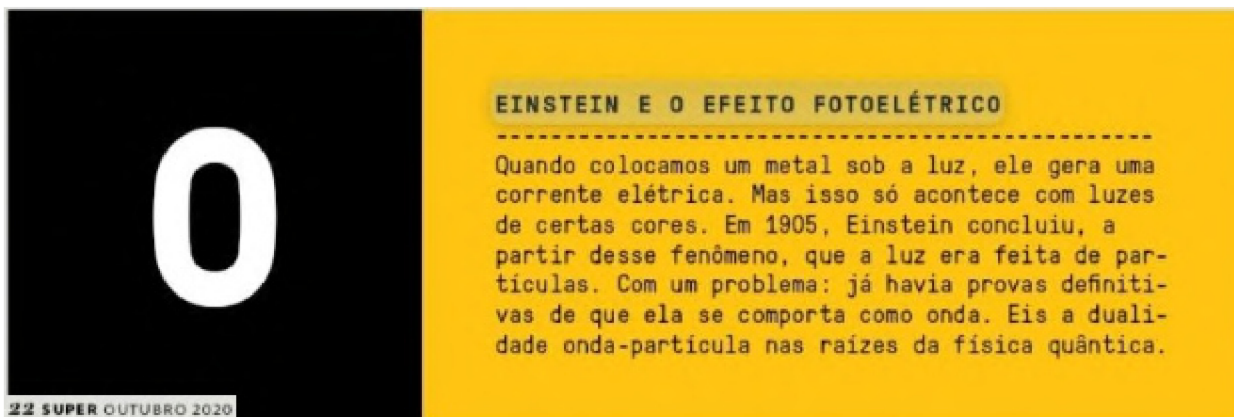 0
22 SUPER OUTUBRO 2020
EINSTEIN E O EFEITO FOTOELÉTRICO
Quando colocamos um metal sob a luz, ele gera uma
corrente elétrica. Mas isso só acontece com luzes
de certas cores. Em 1905, Einstein concluiu, a
partir desse fenômeno, que a luz era feita de par-
tículas. Com um problema: já havia provas definiti-
vas de que ela se comporta como onda. Eis a duali-
dade onda-partícula nas raízes da física quântica.